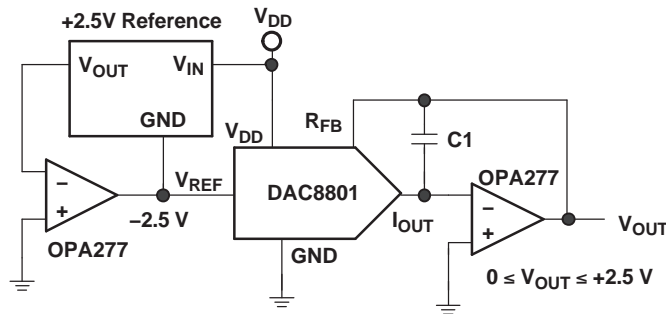 +2.5V Reference
VDD
VOUT
VIN
GND
VDD
RFB
C1
OPA277
−
+
VREF
DAC8801
−2.5 V
IOUT
−
+
VOUT
OPA277
GND
0 ≤ VOUT ≤ +2.5 V